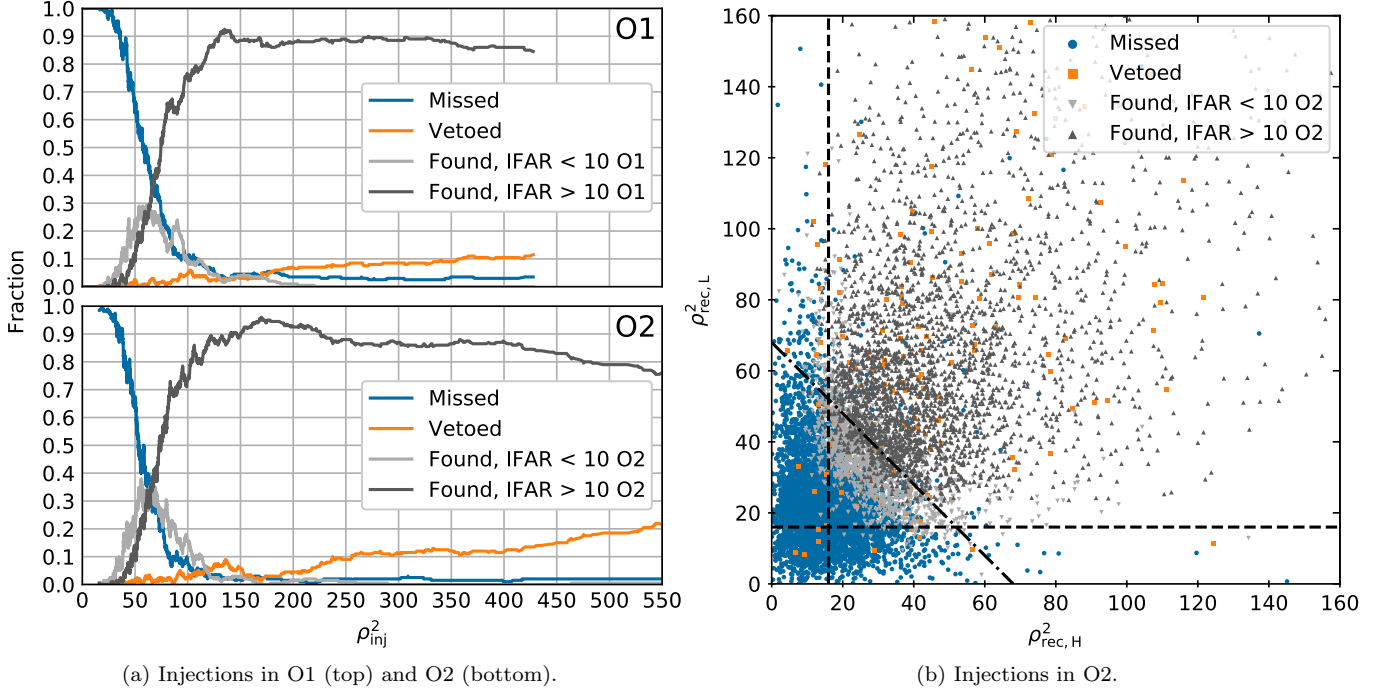 1.0
0.9
0.8
0.7
0.6
0.5
0.4
0.3
0.2
0.1
0.0
O1
Missed
Vetoed
Found, IFAR < 10 O1
Found, IFAR > 10 O1
Fraction
1.0
0.9
0.8
0.7
0.6
0.5
0.4
0.3
0.2
0.1
0.0
O2
Missed
Vetoed
Found, IFAR < 10 O2
Found, IFAR > 10 O2
0 50 100 150 200 250 300 350 400 450 500 550
ρ²inj
(a) Injections in O1 (top) and O2 (bottom).
160
140
120
100
80
60
40
20
0
ρ²rec, L
Missed
Vetoed
Found, IFAR < 10 O2
Found, IFAR > 10 O2
0 20 40 60 80 100 120 140 160
ρ²rec, H
(b) Injections in O2.